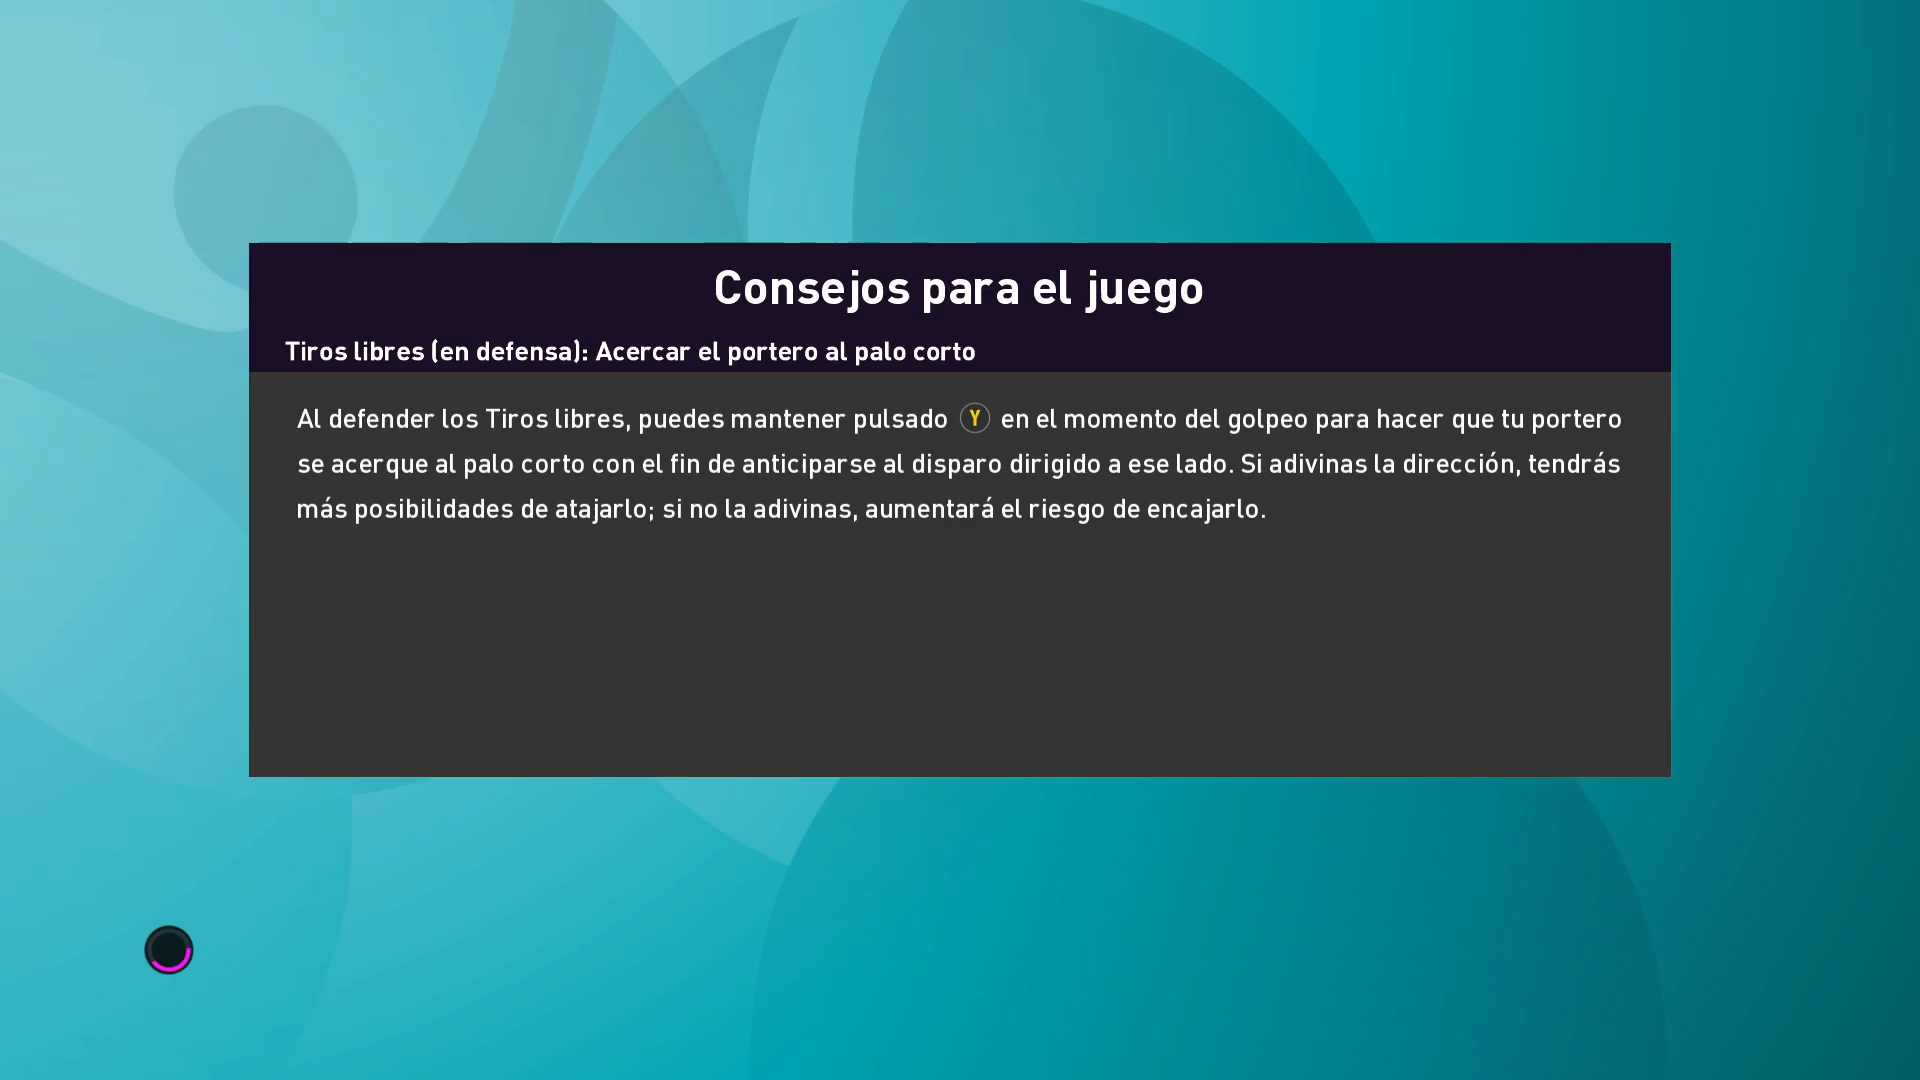 Consejos para el juego
Tiros libres (en defensa): Acercar el portero al palo corto
Al defender los Tiros libres, puedes mantener pulsado Y en el momento del golpeo para hacer que tu portero
se acerque al palo corto con el fin de anticiparse al disparo dirigido a ese lado. Si adivinas la dirección, tendrás
más posibilidades de atajarlo; si no la adivinas, aumentará el riesgo de encajarlo.